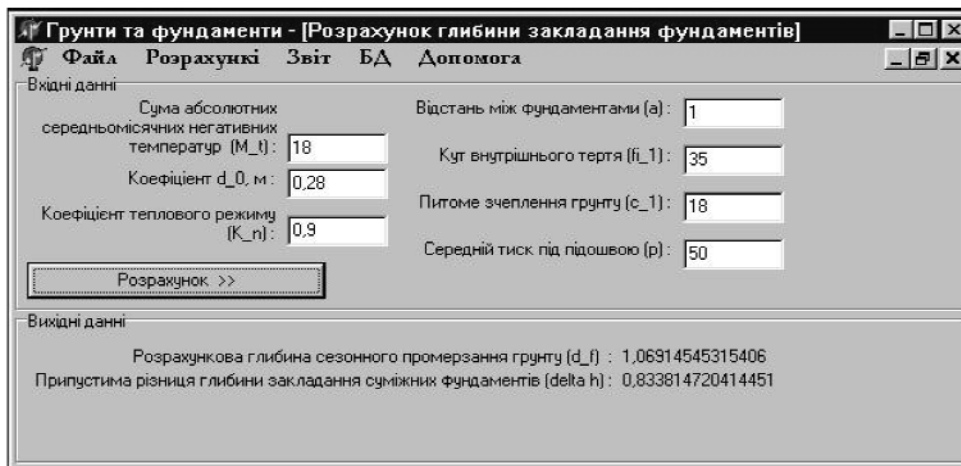 Грунти та фундаменти - [Розрахунок глибини закладання фундаментів]
Файл Розрахункі Звіт БД Допомога
Вхідні данні
Сума абсолютних
середньомісячних негативних
температур (M_t) : 18
Коефіцієнт d_0, м : 0,28
Коефіцієнт теплового режиму
(K_n) : 0,9
Розрахунок >>
Відстань між фундаментами (a) : 1
Кут внутрішнього тертя (fi_1) : 35
Питоме зчеплення грунту (c_1) : 18
Середній тиск під підошвою (p) : 50
Вихідні данні
Розрахункова глибина сезонного промерзання грунту (d_f) : 1,06914545315406
Припустима різниця глибини закладання суміжних фундаментів (delta h) : 0,833814720414451